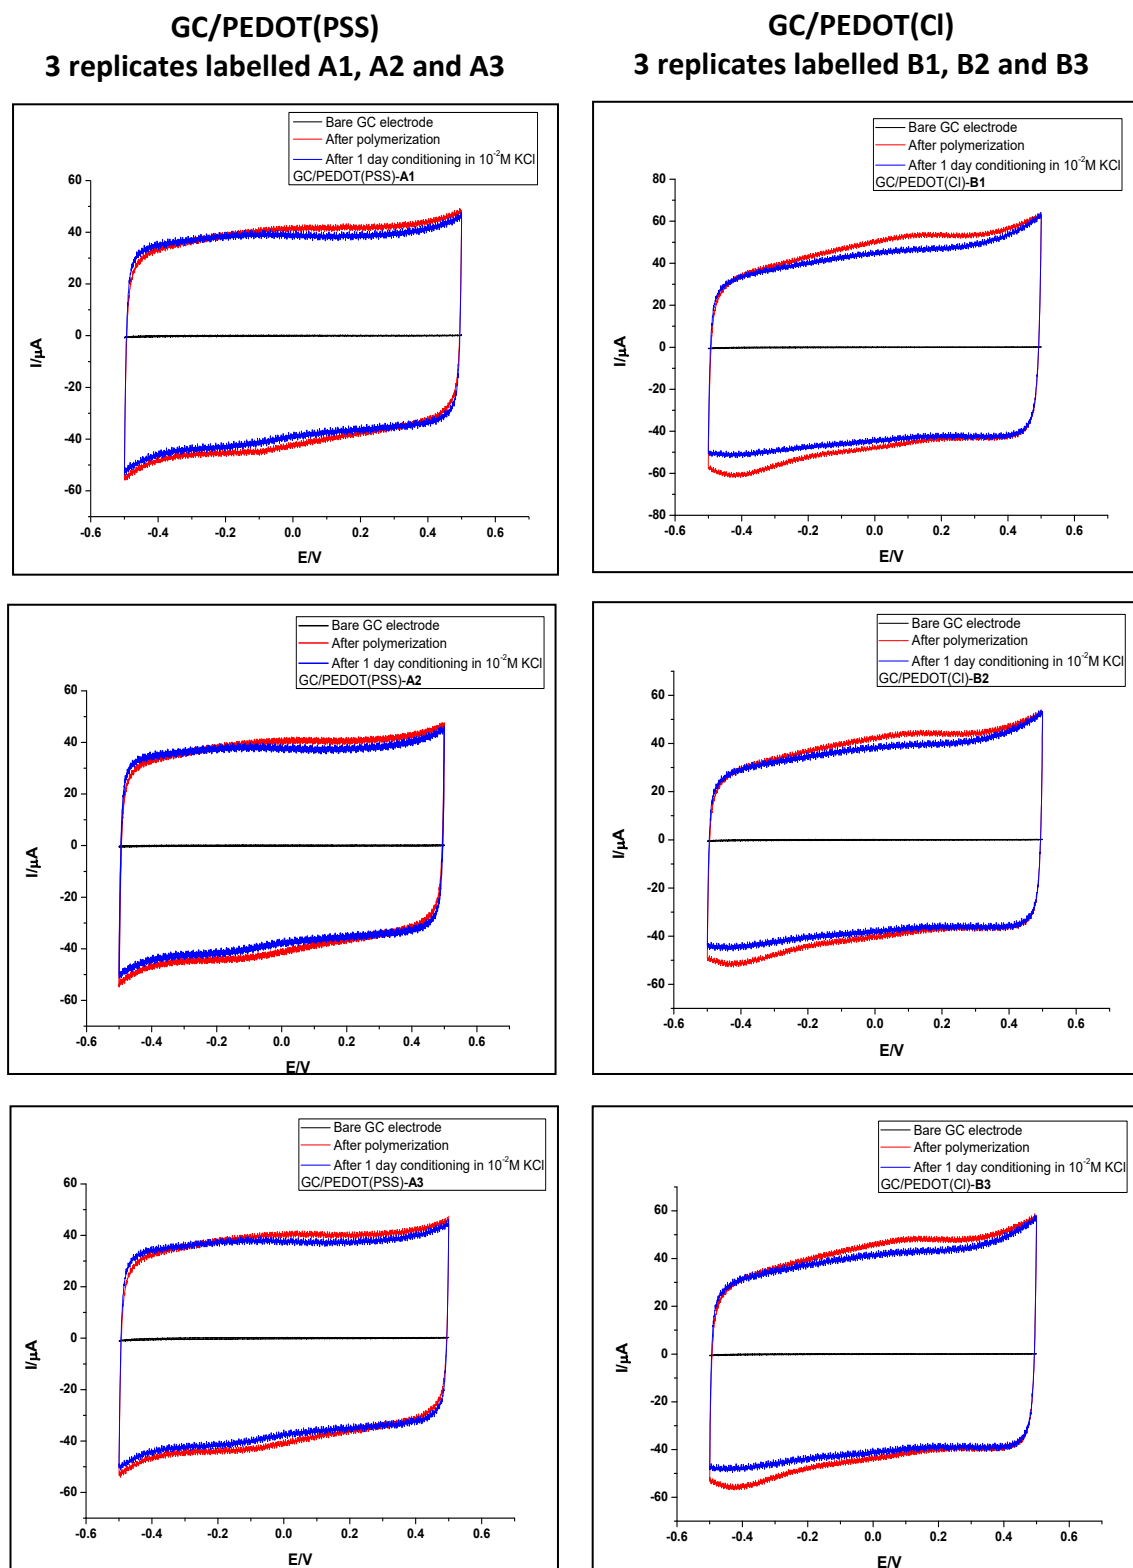 GC/PEDOT(PSS)
3 replicates labelled A1, A2 and A3
GC/PEDOT(Cl)
3 replicates labelled B1, B2 and B3
Bare GC electrode
After polymerization
After 1 day conditioning in 10⁻²M KCl
GC/PEDOT(PSS)-A1
60
40
20
0
-20
-40
-60
I/µA
-0.6
-0.4
-0.2
0.0
0.2
0.4
0.6
E/V
Bare GC electrode
After polymerization
After 1 day conditioning in 10⁻²M KCl
GC/PEDOT(Cl)-B1
80
60
40
20
0
-20
-40
-60
-80
I/µA
-0.6
-0.4
-0.2
0.0
0.2
0.4
0.6
E/V
Bare GC electrode
After polymerization
After 1 day conditioning in 10⁻²M KCl
GC/PEDOT(PSS)-A2
60
40
20
0
-20
-40
-60
I/µA
-0.6
-0.4
-0.2
0.0
0.2
0.4
0.6
E/V
Bare GC electrode
After polymerization
After 1 day conditioning in 10⁻²M KCl
GC/PEDOT(Cl)-B2
60
40
20
0
-20
-40
-60
I/µA
-0.6
-0.4
-0.2
0.0
0.2
0.4
0.6
E/V
Bare GC electrode
After polymerization
After 1 day conditioning in 10⁻²M KCl
GC/PEDOT(PSS)-A3
60
40
20
0
-20
-40
-60
I/µA
-0.6
-0.4
-0.2
0.0
0.2
0.4
0.6
E/V
Bare GC electrode
After polymerization
After 1 day conditioning in 10⁻²M KCl
GC/PEDOT(Cl)-B3
60
40
20
0
-20
-40
-60
I/µA
-0.6
-0.4
-0.2
0.0
0.2
0.4
0.6
E/V